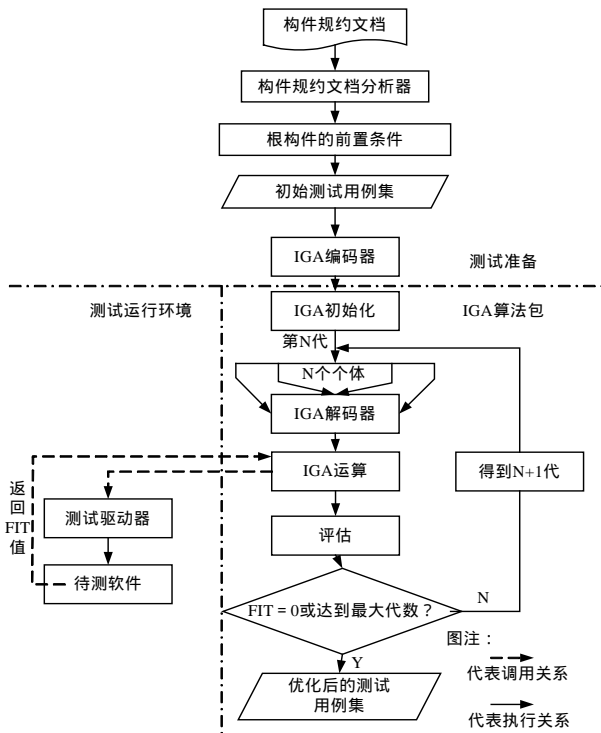 构件规约文档
构件规约文档分析器
根构件的前置条件
初始测试用例集
IGA编码器
测试准备
测试运行环境
IGA初始化
IGA算法包
第N代
N个个体
IGA解码器
IGA运算
得到N+1代
返
回
FIT
值
测试驱动器
评估
待测软件
FIT = 0或达到最大代数？
N
Y
图注：
代表调用关系
优化后的测试
用例集
代表执行关系